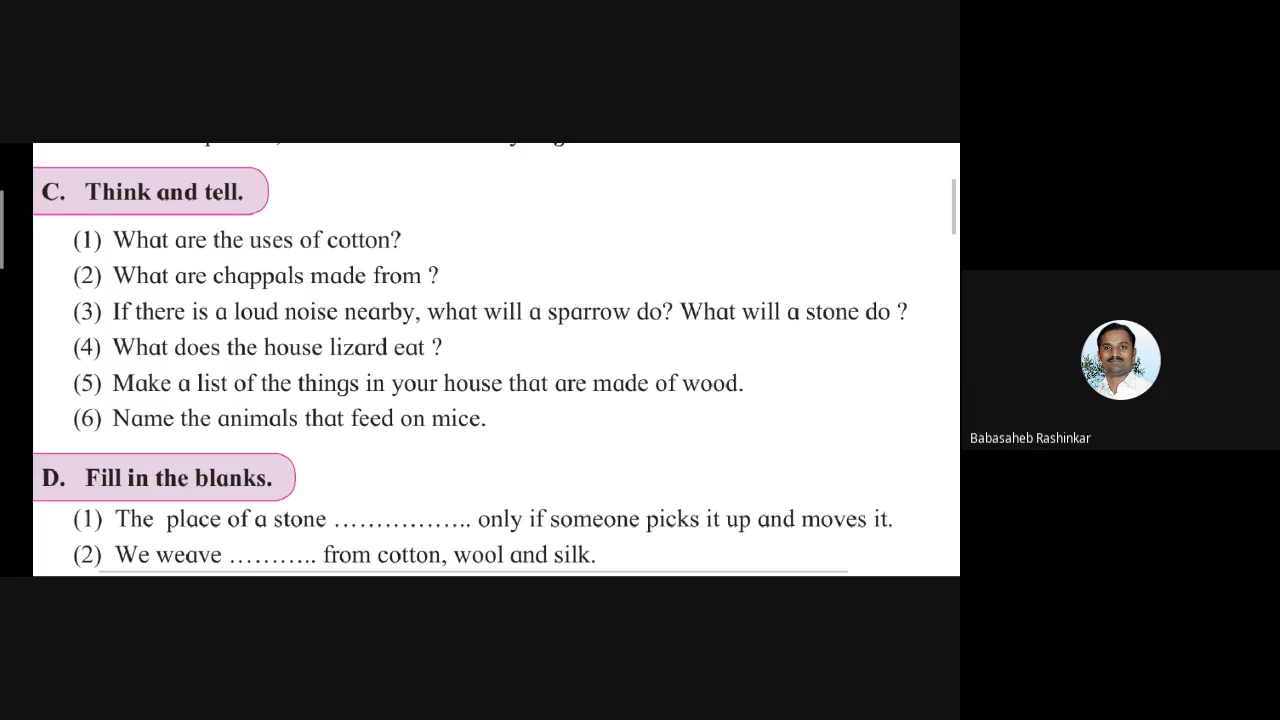 C. Think and tell.
(1) What are the uses of cotton?
(2) What are chappals made from ?
(3) If there is a loud noise nearby, what will a sparrow do? What will a stone do ?
(4) What does the house lizard eat ?
(5) Make a list of the things in your house that are made of wood.
(6) Name the animals that feed on mice.
D. Fill in the blanks.
(1) The place of a stone …………….. only if someone picks it up and moves it.
(2) We weave ……….. from cotton, wool and silk.
Babasaheb Rashinkar